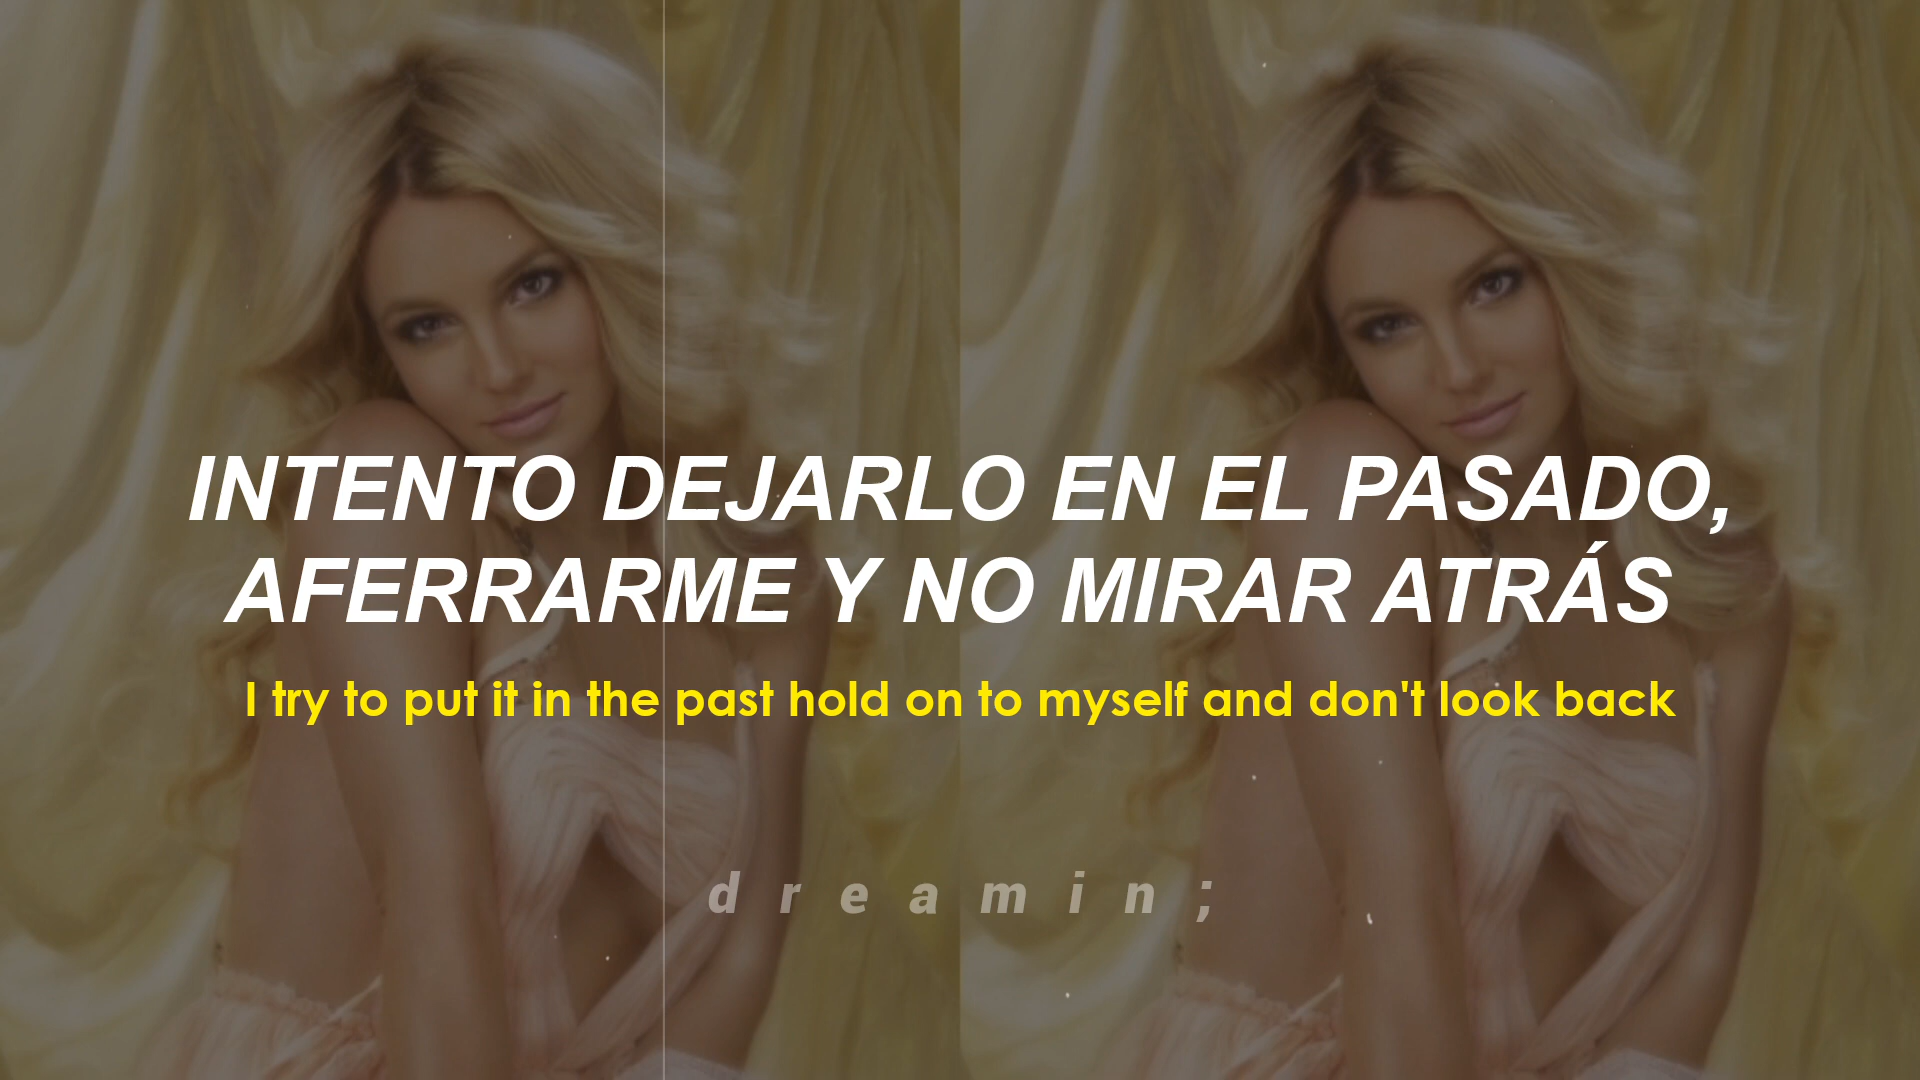 INTENTO DEJARLO EN EL PASADO,
AFERRARME Y NO MIRAR ATRÁS
I try to put it in the past hold on to myself and don't look back
dreamin;